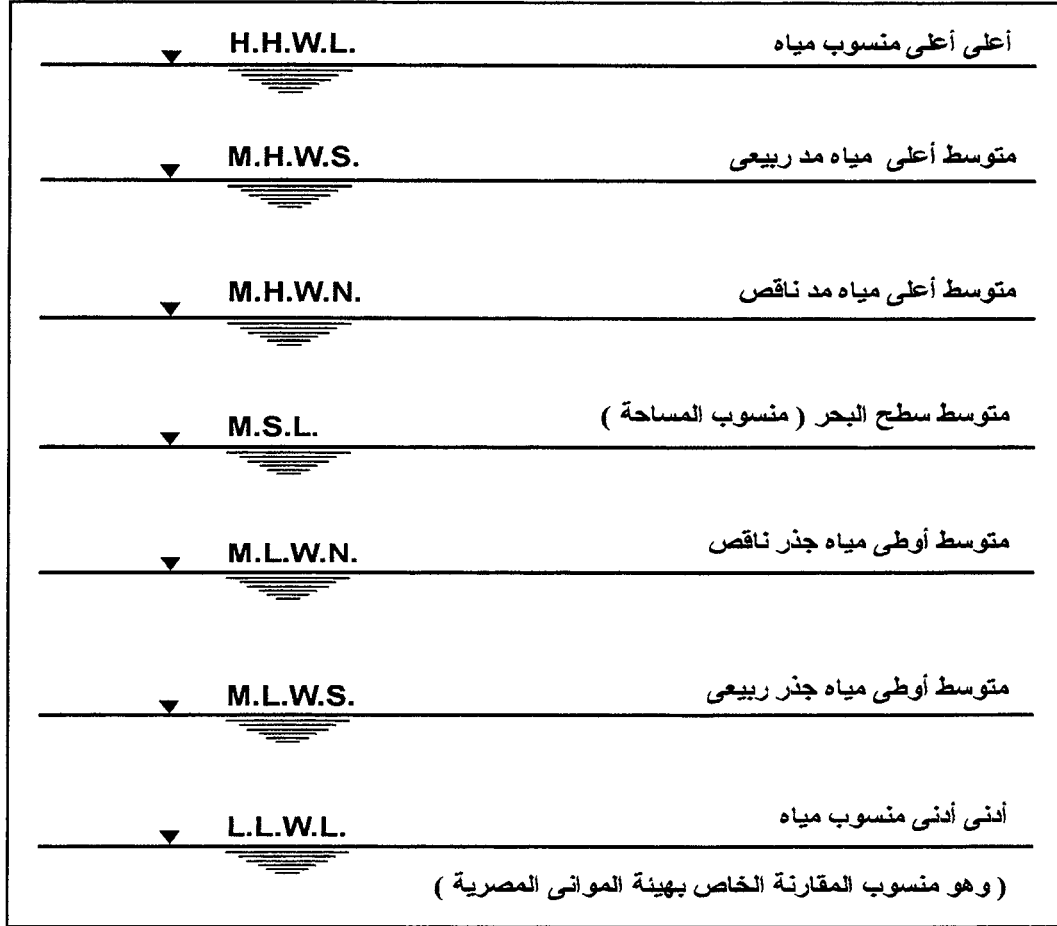 H.H.W.L. أعلى أعلى منسوب مياه
M.H.W.S. متوسط أعلى مياه مد ربيعى
M.H.W.N. متوسط أعلى مياه مد ناقص
M.S.L. متوسط سطح البحر ( منسوب المساحة )
M.L.W.N. متوسط أوطى مياه جذر ناقص
M.L.W.S. متوسط أوطى مياه جذر ربيعى
L.L.W.L. أدنى أدنى منسوب مياه
( وهو منسوب المقارنة الخاص بهيئة الموانى المصرية )